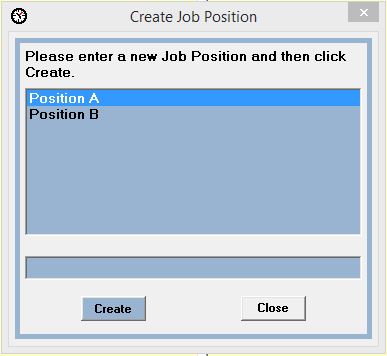 Create Job Position
Please enter a new Job Position and then click
Create.
Position A
Position B
Create
Close